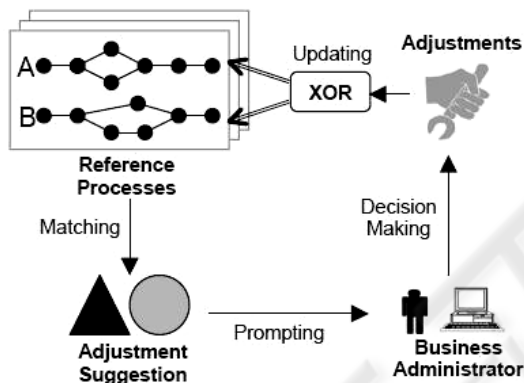 Updating
Adjustments
A
XOR
B
Reference
Processes
Matching
Decision
Making
Prompting
Adjustment
Suggestion
Business
Administrator